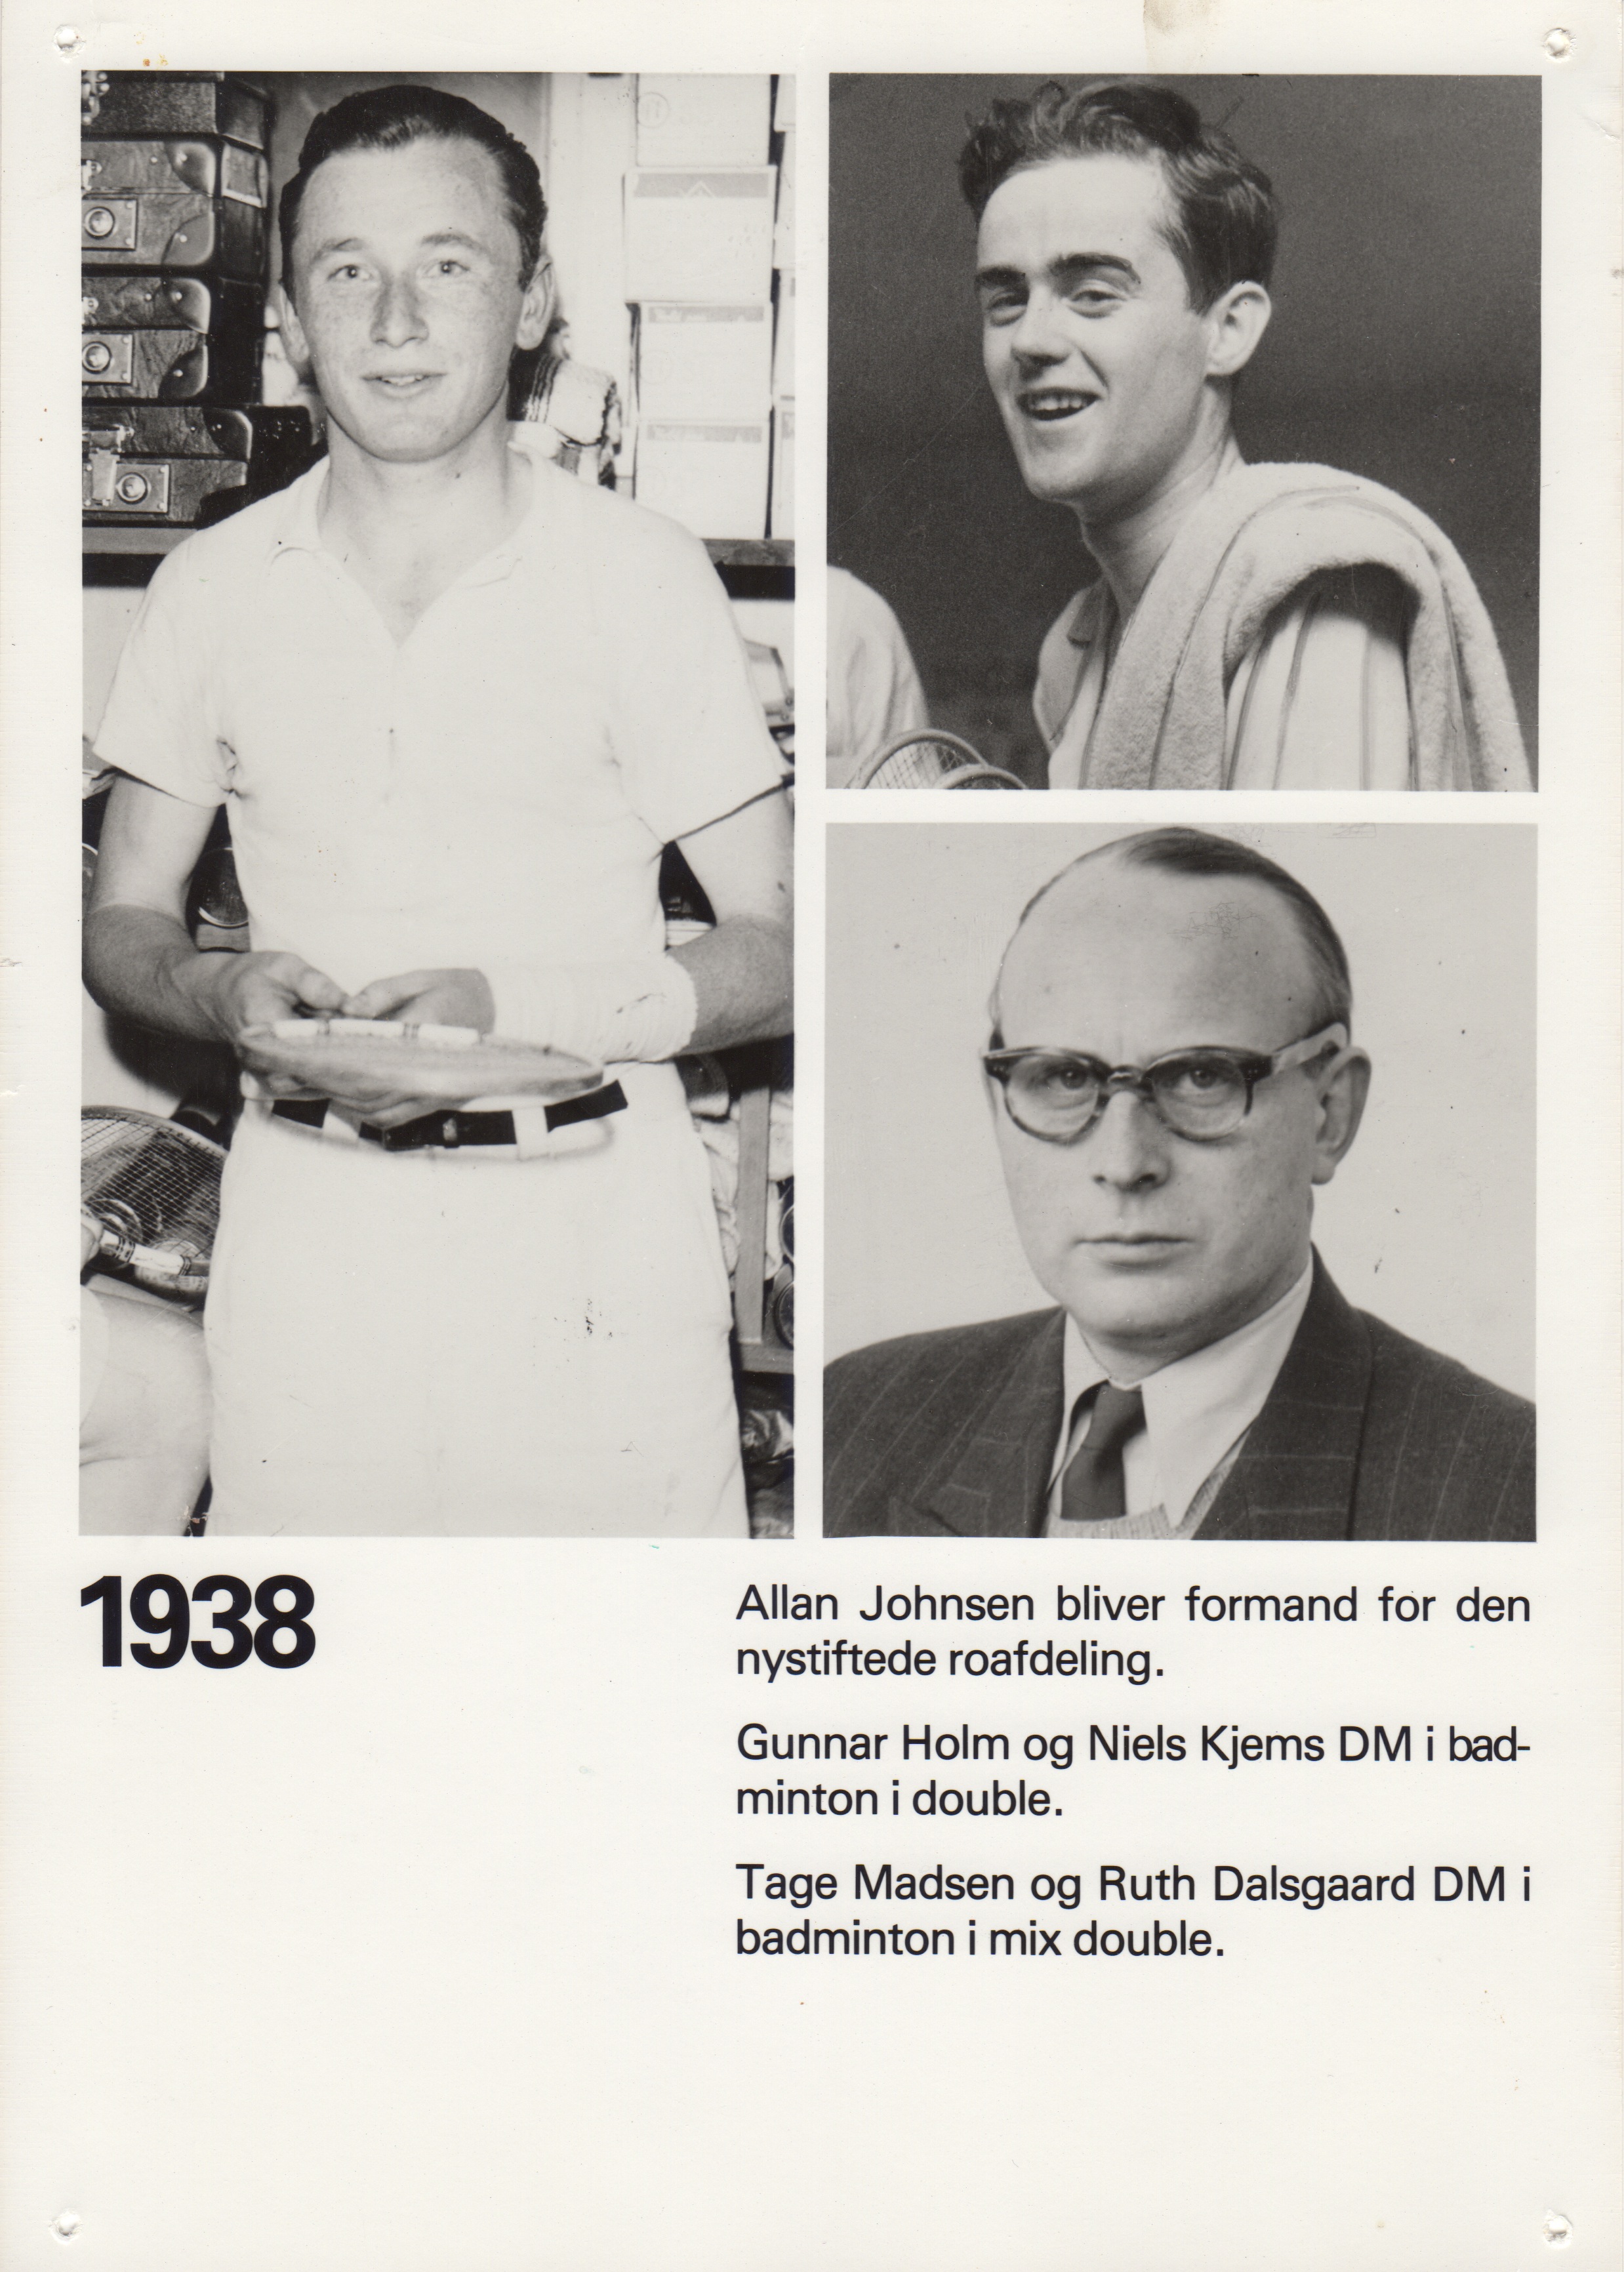 1938
Allan Johnsen bliver formand for den
nystiftede roafdeling.
Gunnar Holm og Niels Kjems DM i bad-
minton i double.
Tage Madsen og Ruth Dalsgaard DM i
badminton i mix double.